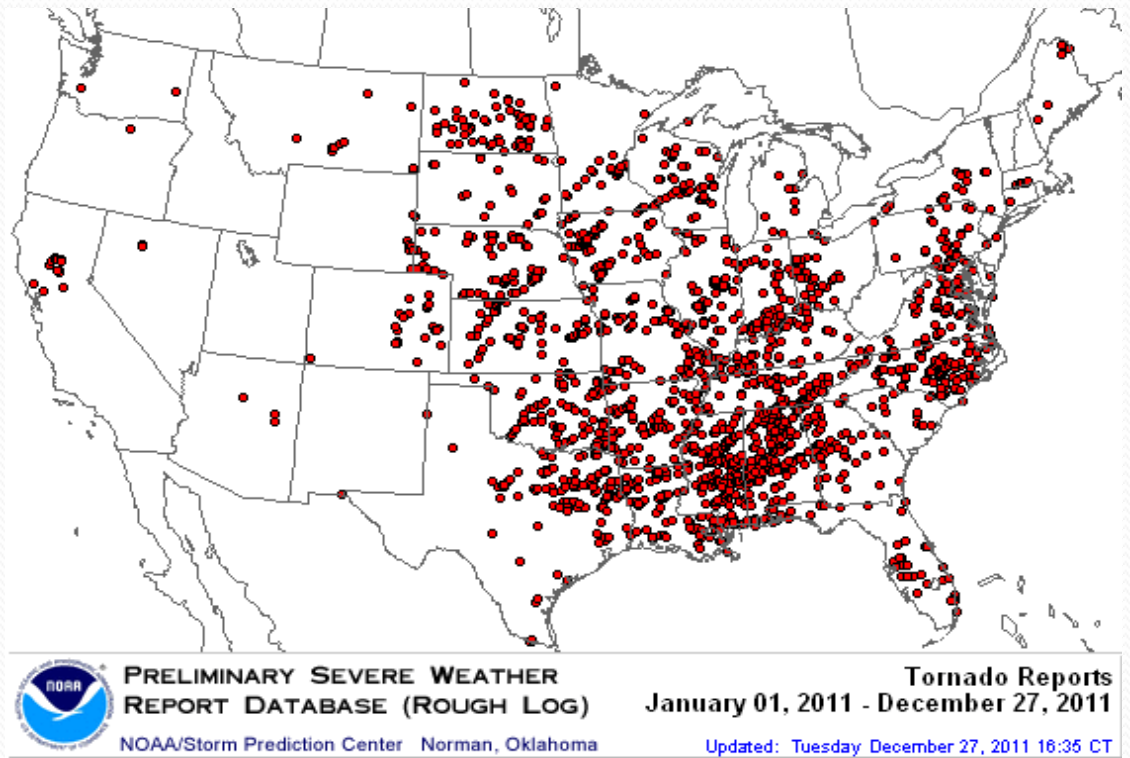 NOAA
PRELIMINARY SEVERE WEATHER
REPORT DATABASE (ROUGH LOG)
NOAA/Storm Prediction Center Norman, Oklahoma
Tornado Reports
January 01, 2011 - December 27, 2011
Updated: Tuesday December 27, 2011 16:35 CT